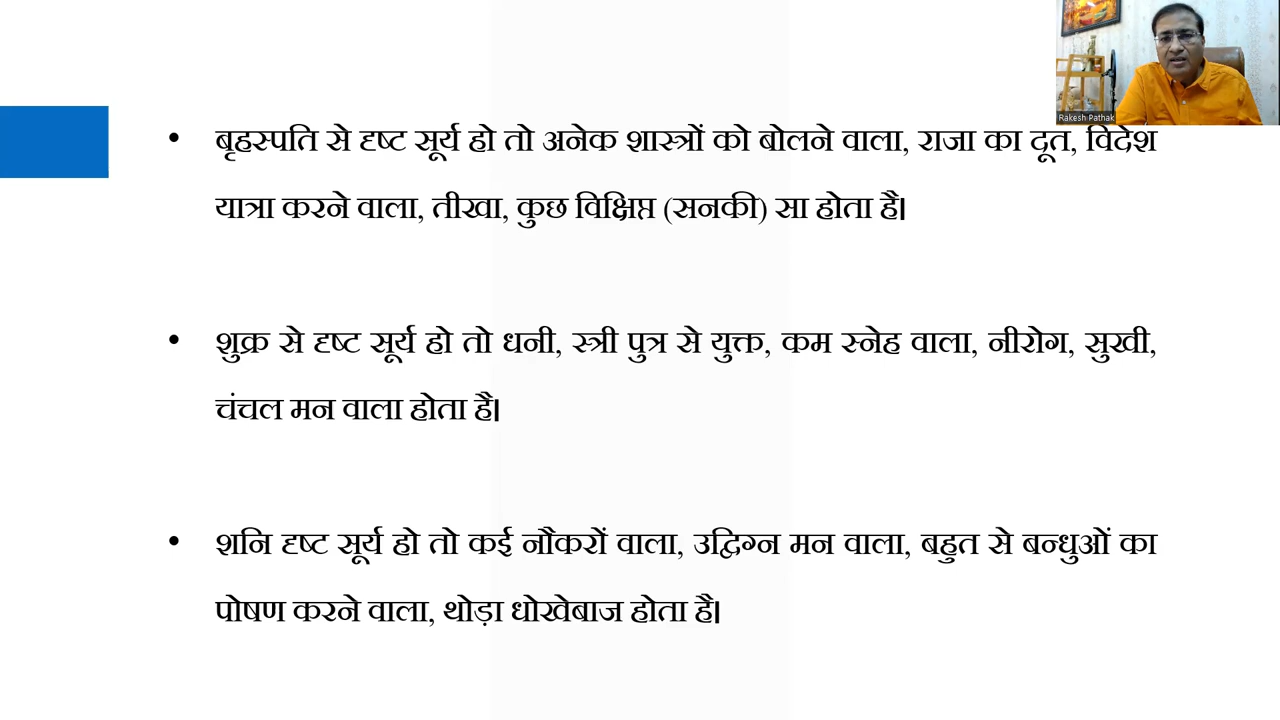 Rakesh Pathak
• बृहस्पति से दृष्ट सूर्य हो तो अनेक शास्त्रों को बोलने वाला, राजा का दूत, विदेश
यात्रा करने वाला, तीखा, कुछ विक्षिप्त (सनकी) सा होता है।
• शुक्र से दृष्ट सूर्य हो तो धनी, स्त्री पुत्र से युक्त, कम स्नेह वाला, नीरोग, सुखी,
चंचल मन वाला होता है।
• शनि दृष्ट सूर्य हो तो कई नौकरों वाला, उद्विग्न मन वाला, बहुत से बन्धुओं का
पोषण करने वाला, थोड़ा धोखेबाज होता है।